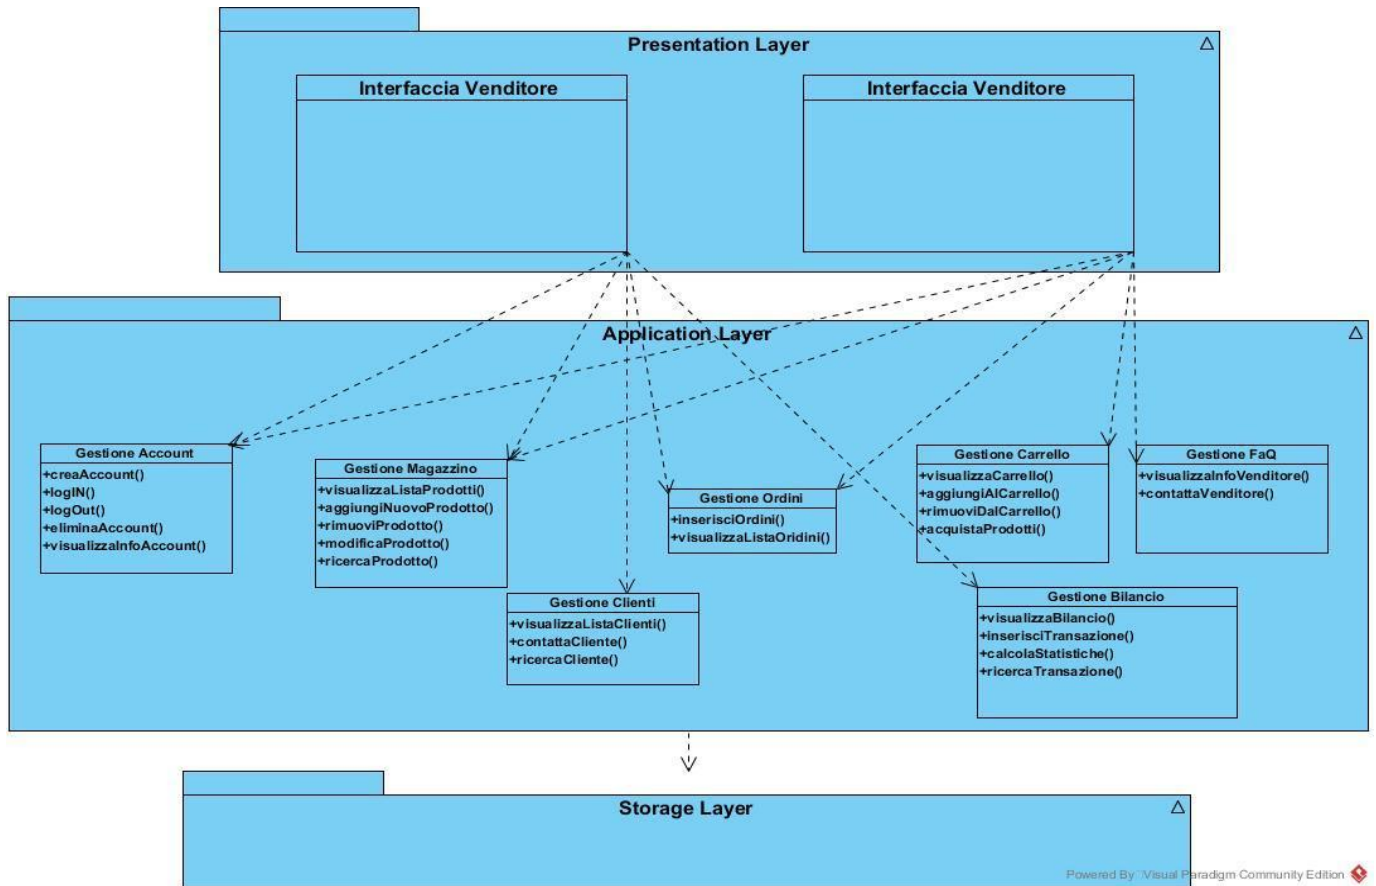 Presentation Layer
Interfaccia Venditore
Interfaccia Venditore
Application Layer
Gestione Account
+creaAccount()
+logIN()
+logOut()
+eliminaAccount()
+visualizzaInfoAccount()
Gestione Magazzino
+visualizzaListaProdotti()
+aggiungiNuovoProdotto()
+rimuoviProdotto()
+modificaProdotto()
+ricercaProdotto()
Gestione Ordini
+inserisciOrdini()
+visualizzaListaOridini()
Gestione Carrello
+visualizzaCarrello()
+aggiungiAlCarrello()
+rimuoviDalCarrello()
+acquistaProdotti()
Gestione FaQ
+visualizzaInfoVenditore()
+contattaVenditore()
Gestione Clienti
+visualizzaListaClienti()
+contattaCliente()
+ricercaCliente()
Gestione Bilancio
+visualizzaBilancio()
+inserisciTransazione()
+calcolaStatistiche()
+ricercaTransazione()
Storage Layer
Powered By Visual Paradigm Community Edition